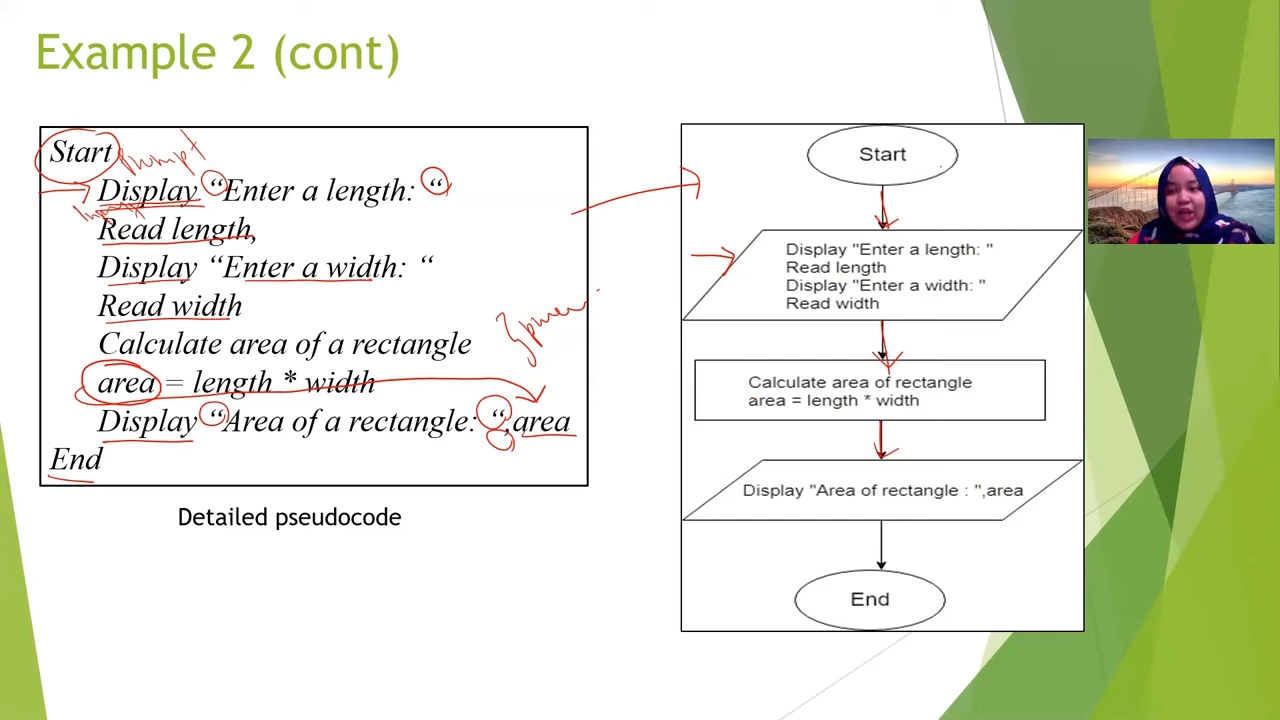 Example 2 (cont)
Start
Prompt
Display “Enter a length: “
Read length,
Display “Enter a width: “
Read width
Calculate area of a rectangle
area = length * width
Display “Area of a rectangle: “,area
End
Detailed pseudocode
Start
Display "Enter a length: "
Read length
Display "Enter a width: "
Read width
Calculate area of rectangle
area = length * width
Display "Area of rectangle : ",area
End